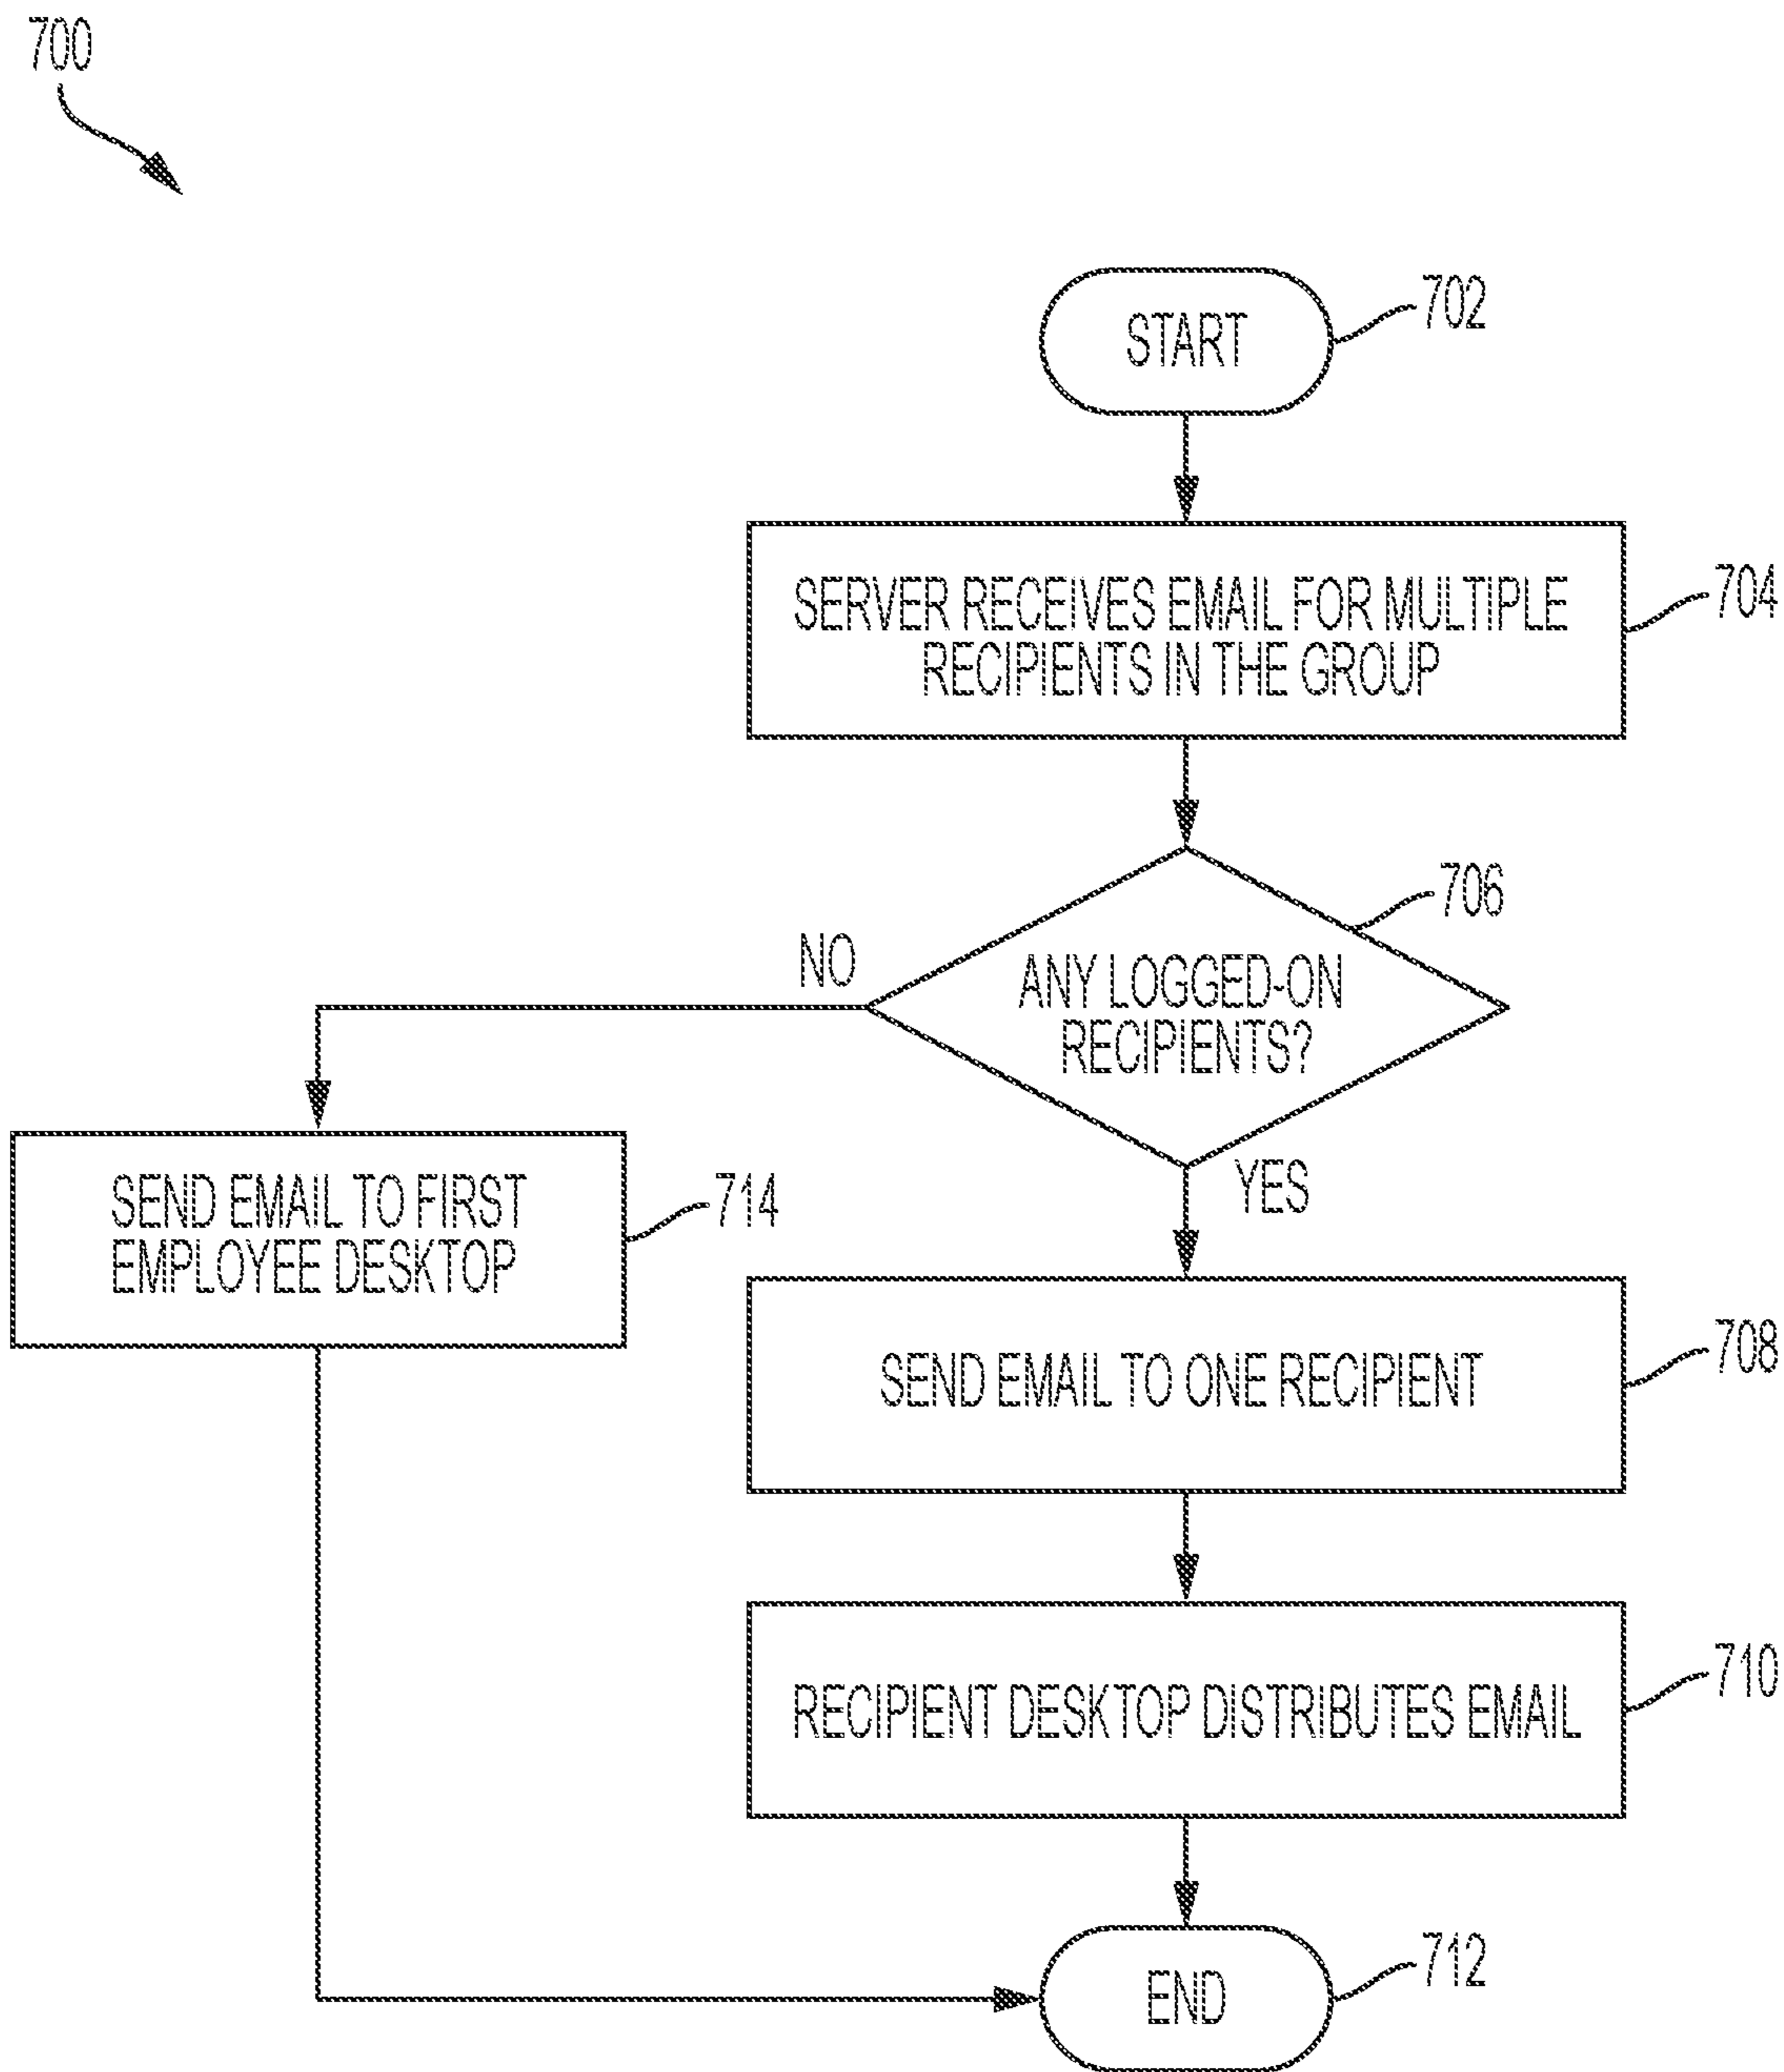 700
START
702
SERVER RECEIVES EMAIL FOR MULTIPLE
RECIPIENTS IN THE GROUP
704
706
ANY LOGGED-ON
RECIPIENTS?
NO
YES
SEND EMAIL TO FIRST
EMPLOYEE DESKTOP
714
SEND EMAIL TO ONE RECIPIENT
708
RECIPIENT DESKTOP DISTRIBUTES EMAIL
710
END
712